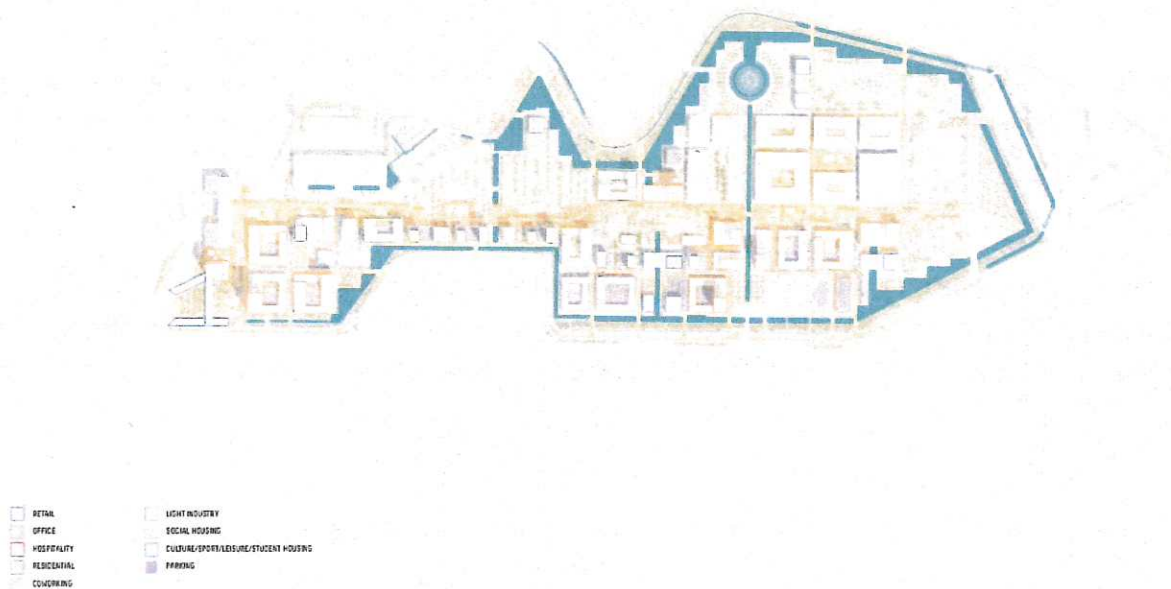 RETAIL
OFFICE
HOSPITALITY
RESIDENTIAL
COWORKING
LIGHT INDUSTRY
SOCIAL HOUSING
CULTURE/SPORT/LEISURE/STUDENT HOUSING
PARKING